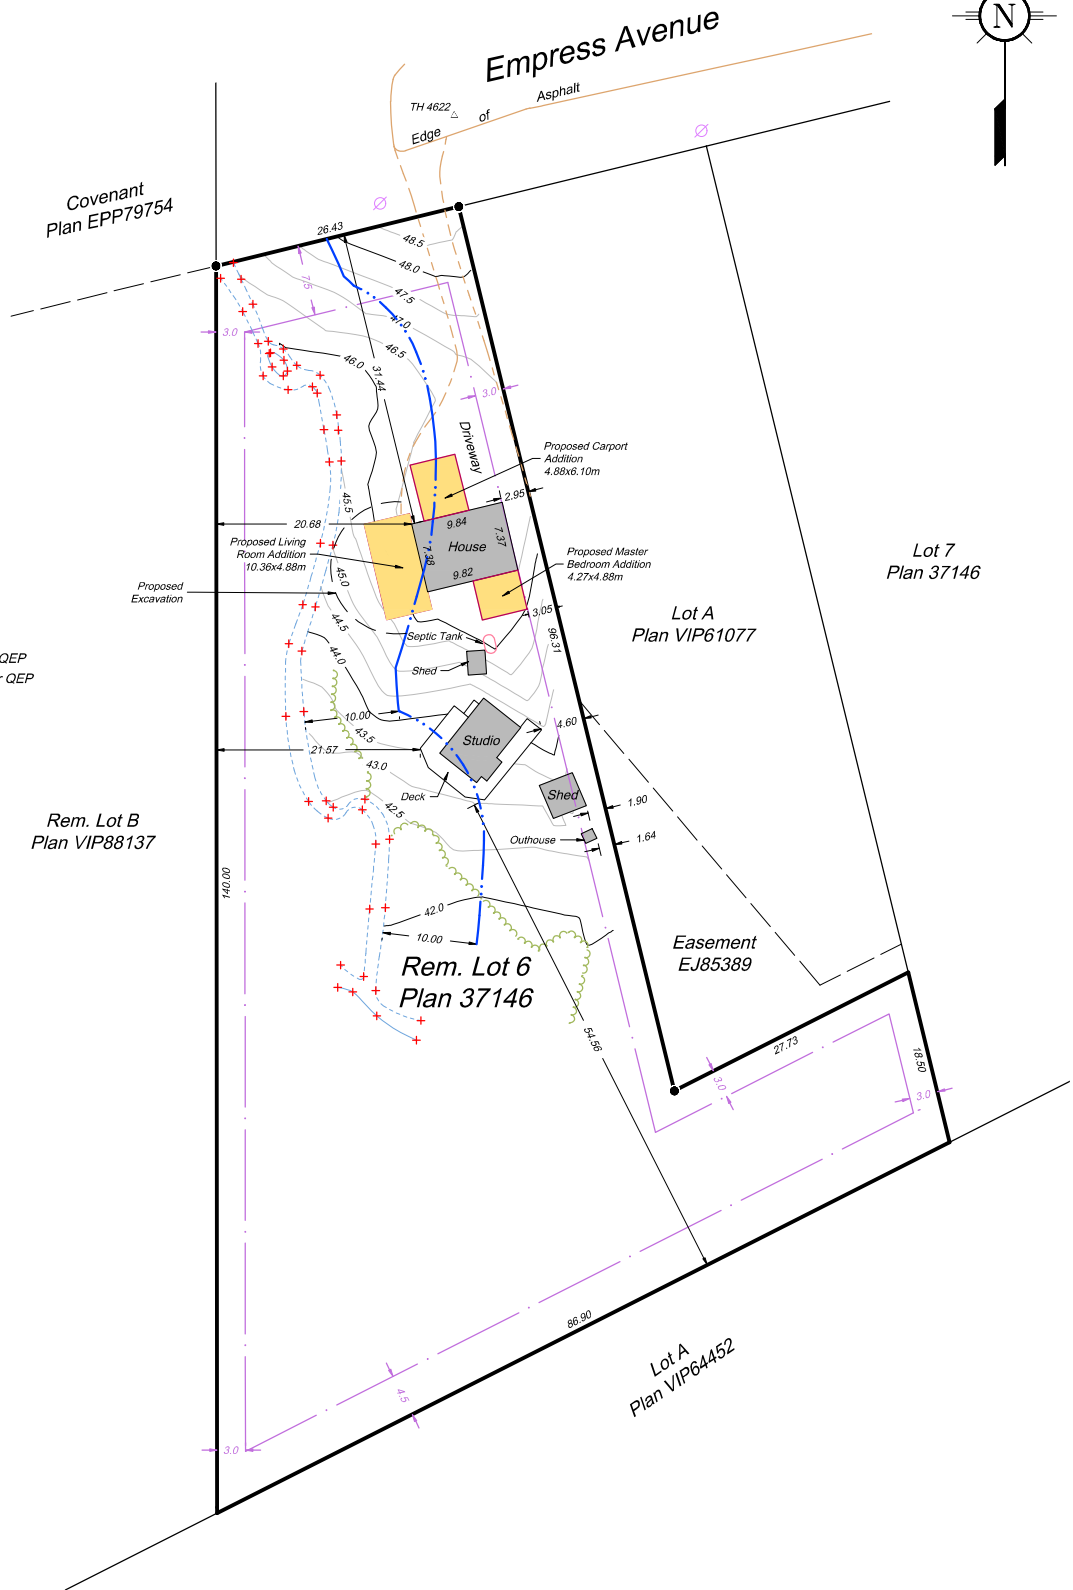 N
Empress Avenue
TH 4622
Edge of Asphalt
Covenant
Plan EPP79754
26.43
48.5
48.0
47.5
47.0
46.5
46.0
7.5
3.0
31.44
3.0
Driveway
Proposed Carport
Addition
4.88x6.10m
45.5
2.95
20.68
9.84
7.37
House
7.38
9.82
Proposed Living
Room Addition
10.36x4.88m
Proposed Master
Bedroom Addition
4.27x4.88m
Lot 7
Plan 37146
Proposed
Excavation
45.0
44.5
3.05
Lot A
Plan VIP61077
96.31
Septic Tank
44.0
Shed
QEP
r QEP
10.00
4.60
43.5
21.57
Studio
43.0
Deck
Shed
1.90
42.5
Outhouse
1.64
Rem. Lot B
Plan VIP88137
140.00
42.0
10.00
Easement
EJ85389
Rem. Lot 6
Plan 37146
54.56
27.73
18.50
3.0
3.0
86.90
Lot A
Plan VIP64452
4.5
3.0